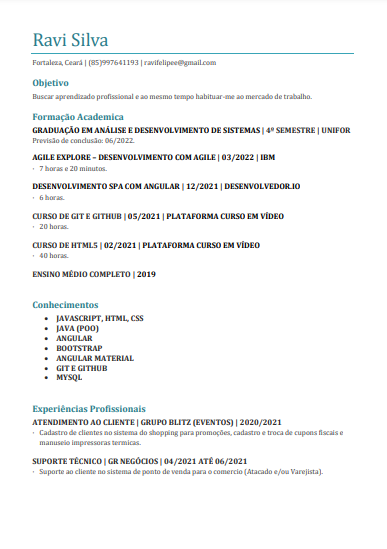 Ravi Silva
Fortaleza, Ceará | (85)997641193 | ravifelipee@gmail.com
Objetivo
Buscar aprendizado profissional e ao mesmo tempo habituar-me ao mercado de trabalho.
Formação Academica
GRADUAÇÃO EM ANÁLISE E DESENVOLVIMENTO DE SISTEMAS | 4º SEMESTRE | UNIFOR
Previsão de conclusão: 06/2022.
AGILE EXPLORE – DESENVOLVIMENTO COM AGILE | 03/2022 | IBM
· 7 horas e 20 minutos.
DESENVOLVIMENTO SPA COM ANGULAR | 12/2021 | DESENVOLVEDOR.IO
· 6 horas.
CURSO DE GIT E GITHUB | 05/2021 | PLATAFORMA CURSO EM VÍDEO
· 20 horas.
CURSO DE HTML5 | 02/2021 | PLATAFORMA CURSO EM VÍDEO
· 40 horas.
ENSINO MÉDIO COMPLETO | 2019
Conhecimentos
• JAVASCRIPT, HTML, CSS
• JAVA (POO)
• ANGULAR
• BOOTSTRAP
• ANGULAR MATERIAL
• GIT E GITHUB
• MYSQL
Experiências Profissionais
ATENDIMENTO AO CLIENTE | GRUPO BLITZ (EVENTOS) | 2020/2021
· Cadastro de clientes no sistema do shopping para promoções, cadastro e troca de cupons fiscais e
manuseio impressoras termicas.
SUPORTE TÉCNICO | GR NEGÓCIOS | 04/2021 ATÉ 06/2021
· Suporte ao cliente no sistema de ponto de venda para o comercio (Atacado e/ou Varejista).